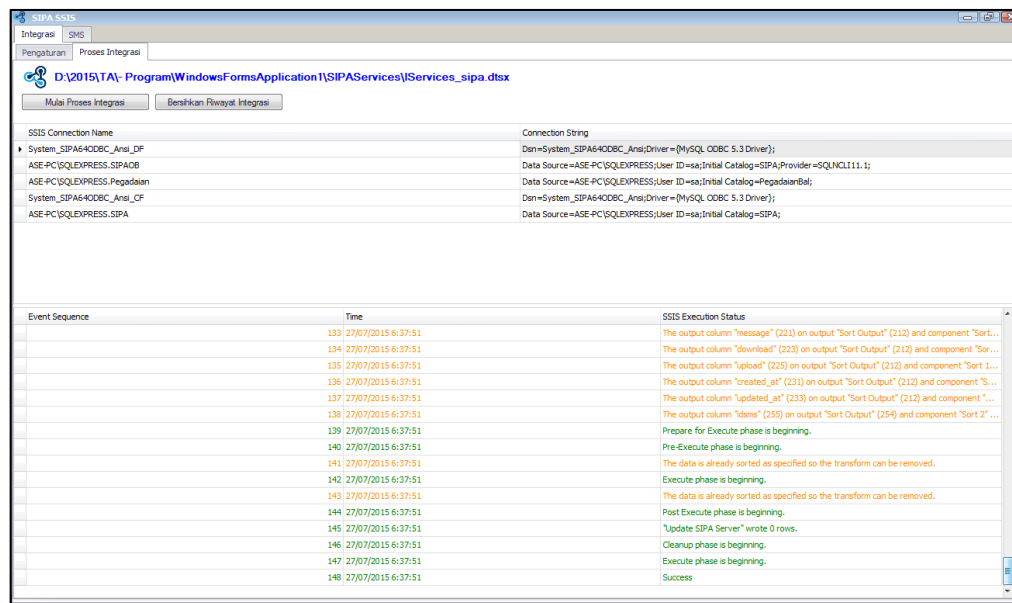 SIPA SSIS
Integrasi SMS
Pengaturan Proses Integrasi
D:\2015\TA\- Program\WindowsFormsApplication1\SIPAServices\IServices_sipa.dtsx
Mulai Proses Integrasi Bersihkan Riwayat Integrasi
SSIS Connection Name Connection String
System_SIPA64ODBC_Ansi_DF Dsn=System_SIPA64ODBC_Ansi;Driver={MySQL ODBC 5.3 Driver};
ASE-PC\SQLEXPRESS.SIPAOB Data Source=ASE-PC\SQLEXPRESS;User ID=sa;Initial Catalog=SIPA;Provider=SQLNCLI11.1;
ASE-PC\SQLEXPRESS.Pegadaian Data Source=ASE-PC\SQLEXPRESS;User ID=sa;Initial Catalog=PegadaianBal;
System_SIPA64ODBC_Ansi_CF Dsn=System_SIPA64ODBC_Ansi;Driver={MySQL ODBC 5.3 Driver};
ASE-PC\SQLEXPRESS.SIPA Data Source=ASE-PC\SQLEXPRESS;User ID=sa;Initial Catalog=SIPA;
Event Sequence Time SSIS Execution Status
133 27/07/2015 6:37:51 The output column "message" (221) on output "Sort Output" (212) and component "Sort...
134 27/07/2015 6:37:51 The output column "download" (223) on output "Sort Output" (212) and component "Sor...
135 27/07/2015 6:37:51 The output column "upload" (225) on output "Sort Output" (212) and component "Sort 1...
136 27/07/2015 6:37:51 The output column "created_at" (231) on output "Sort Output" (212) and component "S...
137 27/07/2015 6:37:51 The output column "updated_at" (233) on output "Sort Output" (212) and component "...
138 27/07/2015 6:37:51 The output column "idsms" (255) on output "Sort Output" (254) and component "Sort 2" ...
139 27/07/2015 6:37:51 Prepare for Execute phase is beginning.
140 27/07/2015 6:37:51 Pre-Execute phase is beginning.
141 27/07/2015 6:37:51 The data is already sorted as specified so the transform can be removed.
142 27/07/2015 6:37:51 Execute phase is beginning.
143 27/07/2015 6:37:51 The data is already sorted as specified so the transform can be removed.
144 27/07/2015 6:37:51 Post Execute phase is beginning.
145 27/07/2015 6:37:51 "Update SIPA Server" wrote 0 rows.
146 27/07/2015 6:37:51 Cleanup phase is beginning.
147 27/07/2015 6:37:51 Execute phase is beginning.
148 27/07/2015 6:37:51 Success